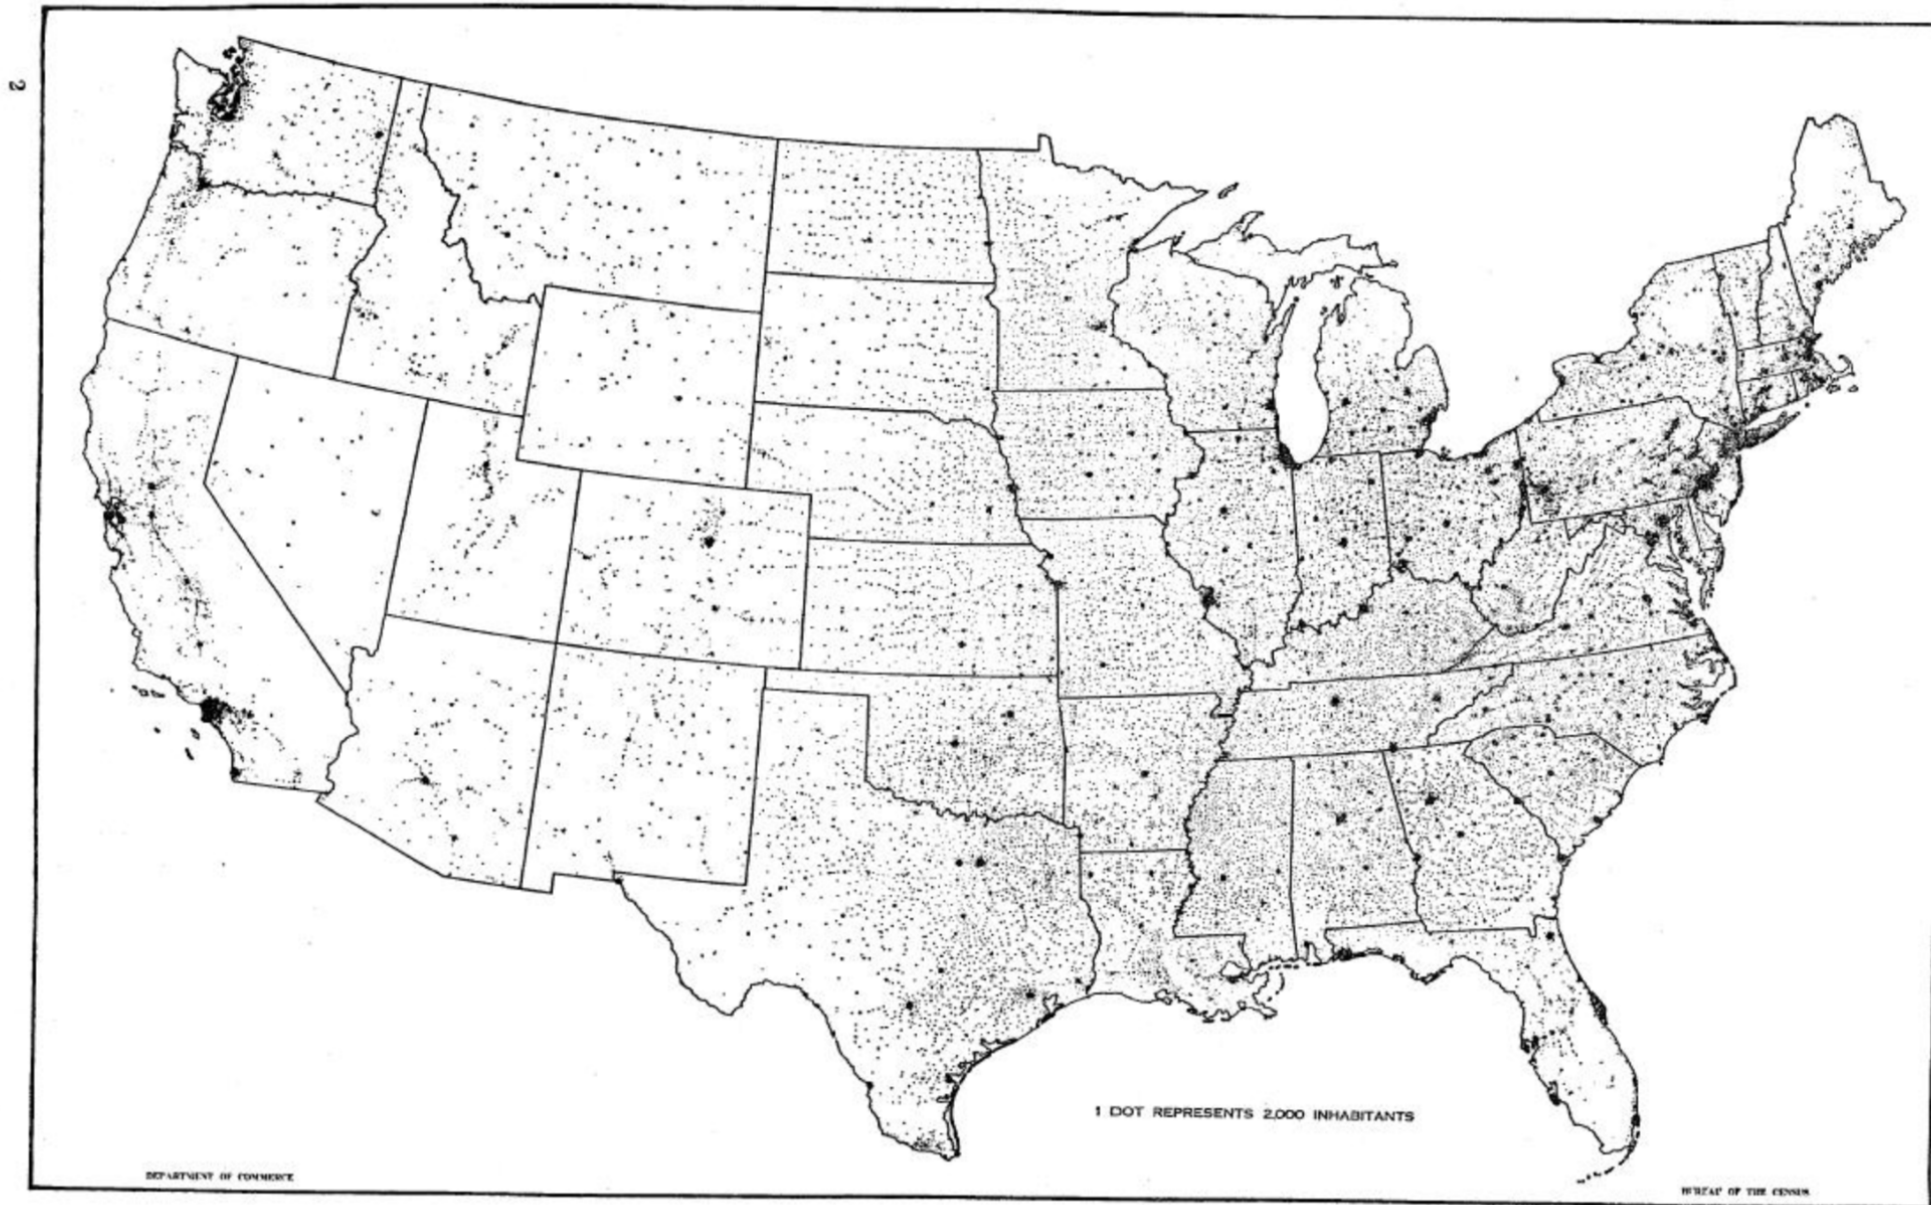 2
1 DOT REPRESENTS 2,000 INHABITANTS
DEPARTMENT OF COMMERCE
BUREAU OF THE CENSUS